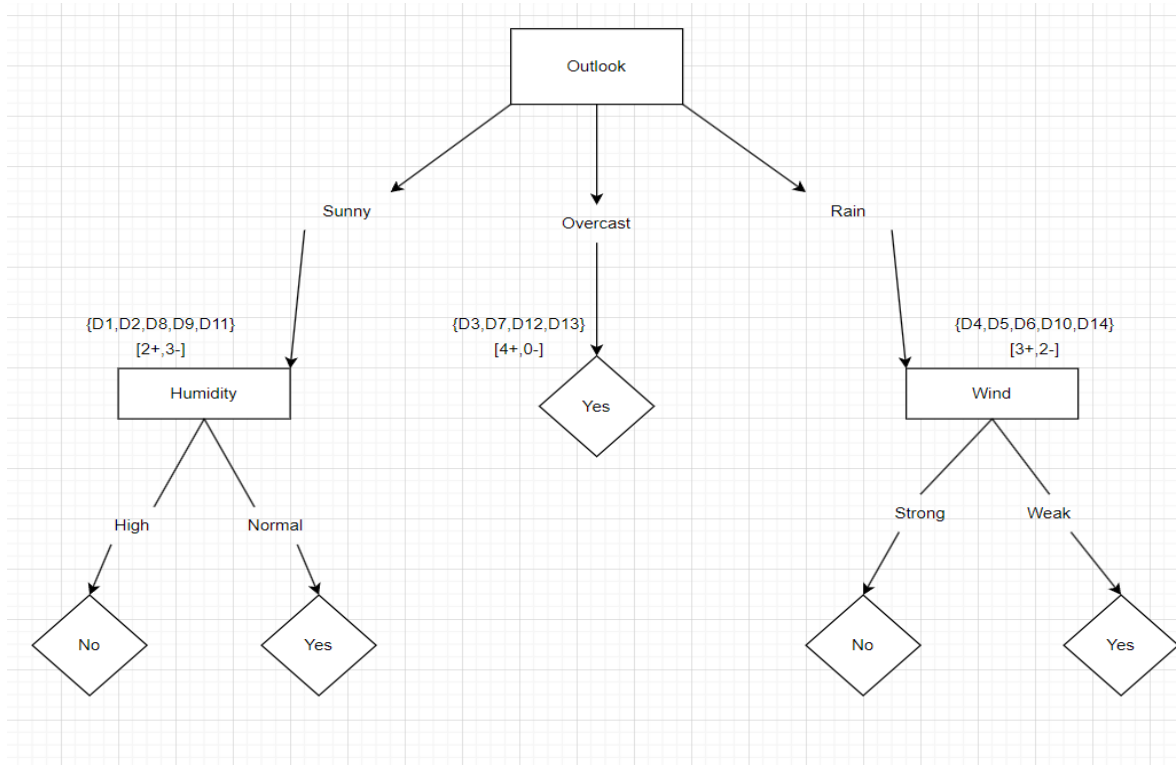 Outlook
Sunny
Overcast
Rain
{D1,D2,D8,D9,D11}
[2+,3-]
{D3,D7,D12,D13}
[4+,0-]
{D4,D5,D6,D10,D14}
[3+,2-]
Humidity
Yes
Wind
High
Normal
Strong
Weak
No
Yes
No
Yes